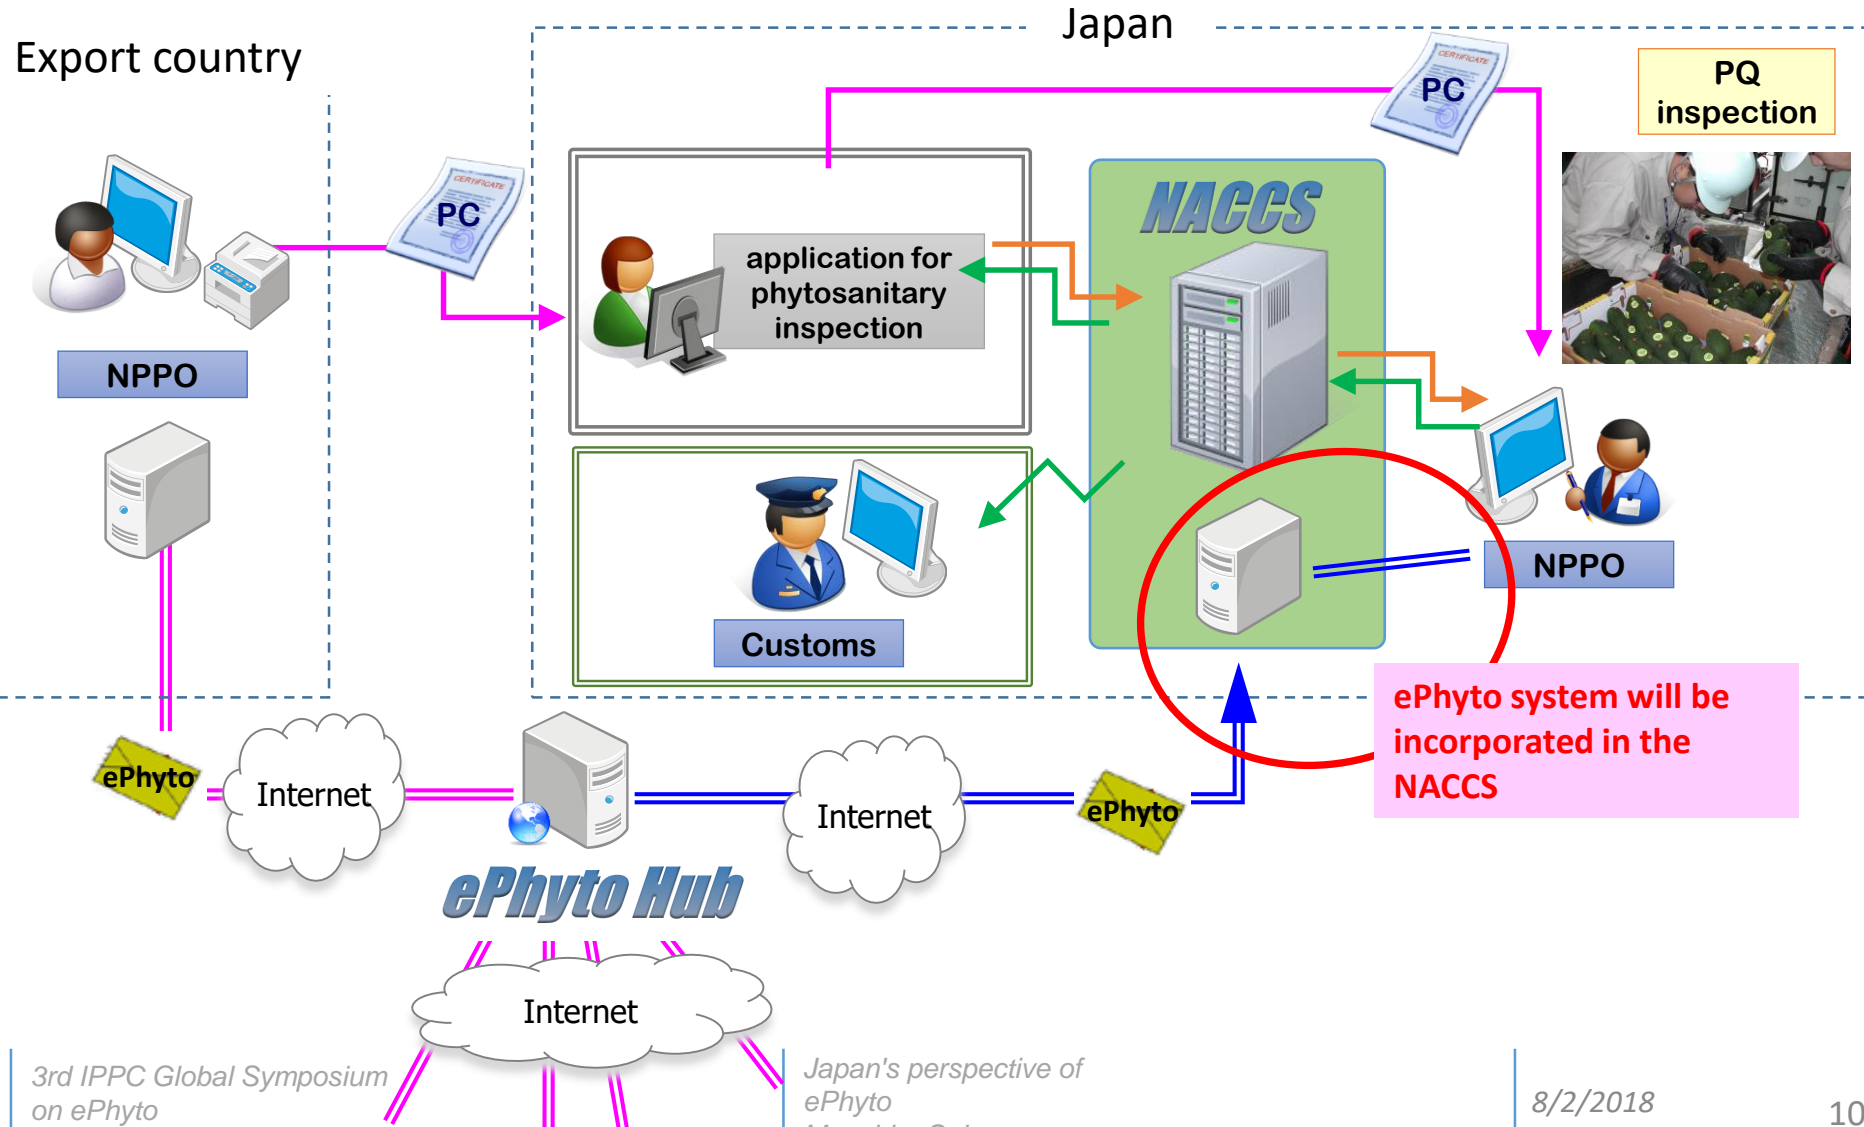 Japan
Export country
PQ
inspection
PC
CERTIFICATE
PC
CERTIFICATE
NACCS
application for
phytosanitary
inspection
NPPO
NPPO
Customs
ePhyto system will be
incorporated in the
NACCS
ePhyto
Internet
Internet
ePhyto
ePhyto Hub
Internet
3rd IPPC Global Symposium
on ePhyto
Japan's perspective of
ePhyto
8/2/2018
10